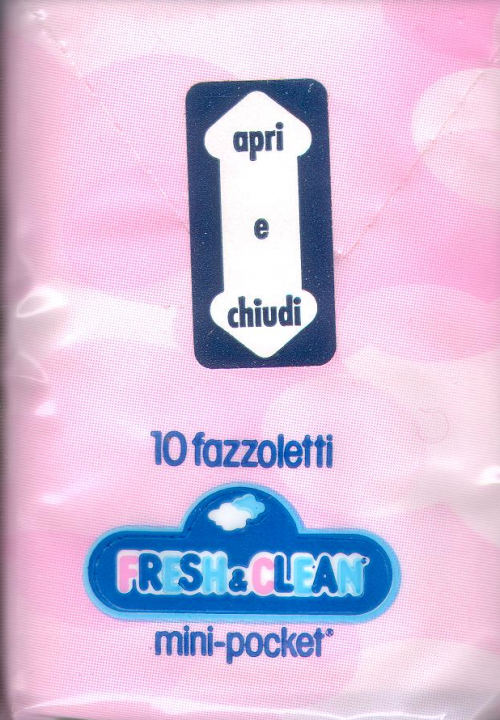 apri
e
chiudi
10 fazzoletti
FRESH & CLEAN®
mini-pocket®